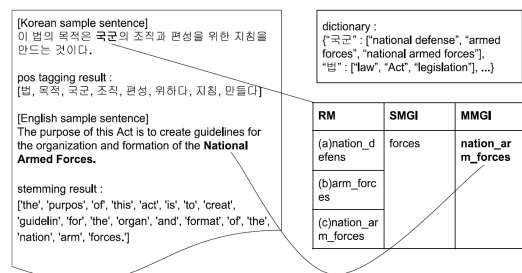 [Korean sample sentence]
이 법의 목적은 국군의 조직과 편성을 위한 지침을
만드는 것이다.
pos tagging result :
[법, 목적, 국군, 조직, 편성, 위하다, 지침, 만들다]
[English sample sentence]
The purpose of this Act is to create guidelines for
the organization and formation of the National
Armed Forces.
stemming result :
['the', 'purpos', 'of', 'this', 'act', 'is', 'to', 'creat',
'guidelin', 'for', 'the', 'organ', 'and', 'format', 'of', 'the',
'nation', 'arm', 'forces.']
dictionary :
{“국군” : [“national defense”, “armed
forces”, “national armed forces”],
“법” : [“law”, “Act”, “legislation”], ...}
RM SMGI MMGI
(a)nation_d
efens
forces
nation_ar
m_forces
(b)arm_forc
es
(c)nation_ar
m_forces